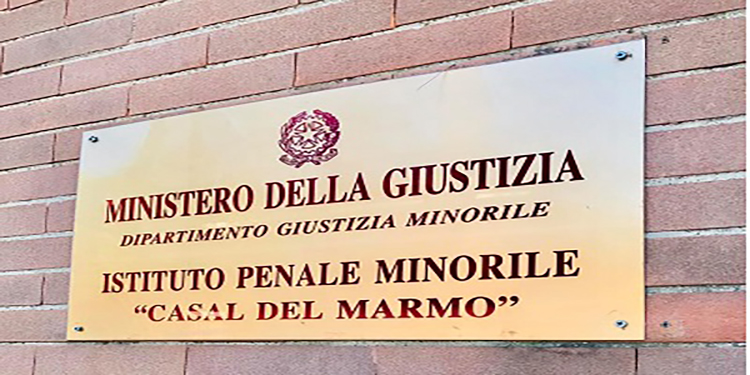 MINISTERO DELLA GIUSTIZIA
DIPARTIMENTO GIUSTIZIA MINORILE
ISTITUTO PENALE MINORILE
“CASAL DEL MARMO”